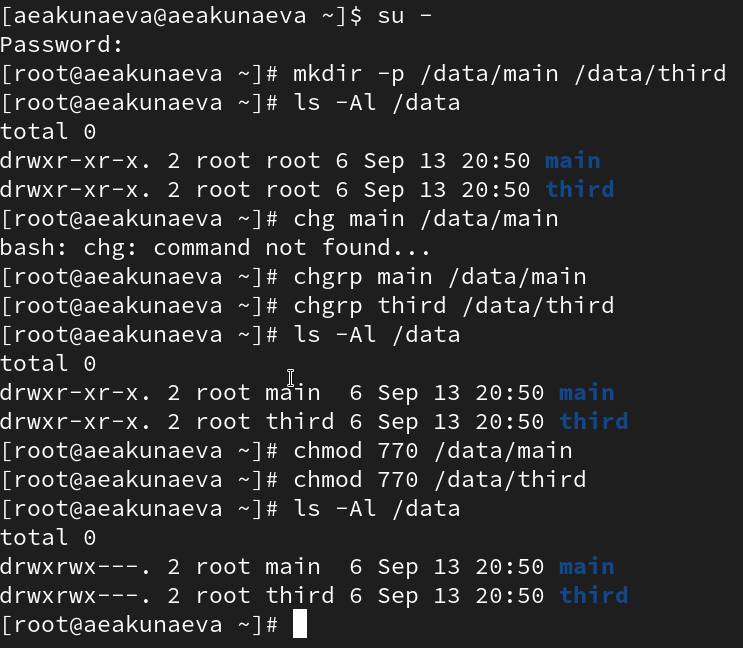 [aeakunaeva@aeakunaeva ~]$ su -
Password:
[root@aeakunaeva ~]# mkdir -p /data/main /data/third
[root@aeakunaeva ~]# ls -Al /data
total 0
drwxr-xr-x. 2 root root 6 Sep 13 20:50 main
drwxr-xr-x. 2 root root 6 Sep 13 20:50 third
[root@aeakunaeva ~]# chg main /data/main
bash: chg: command not found...
[root@aeakunaeva ~]# chgrp main /data/main
[root@aeakunaeva ~]# chgrp third /data/third
[root@aeakunaeva ~]# ls -Al /data
total 0
drwxr-xr-x. 2 root main  6 Sep 13 20:50 main
drwxr-xr-x. 2 root third 6 Sep 13 20:50 third
[root@aeakunaeva ~]# chmod 770 /data/main
[root@aeakunaeva ~]# chmod 770 /data/third
[root@aeakunaeva ~]# ls -Al /data
total 0
drwxrwx---. 2 root main  6 Sep 13 20:50 main
drwxrwx---. 2 root third 6 Sep 13 20:50 third
[root@aeakunaeva ~]#